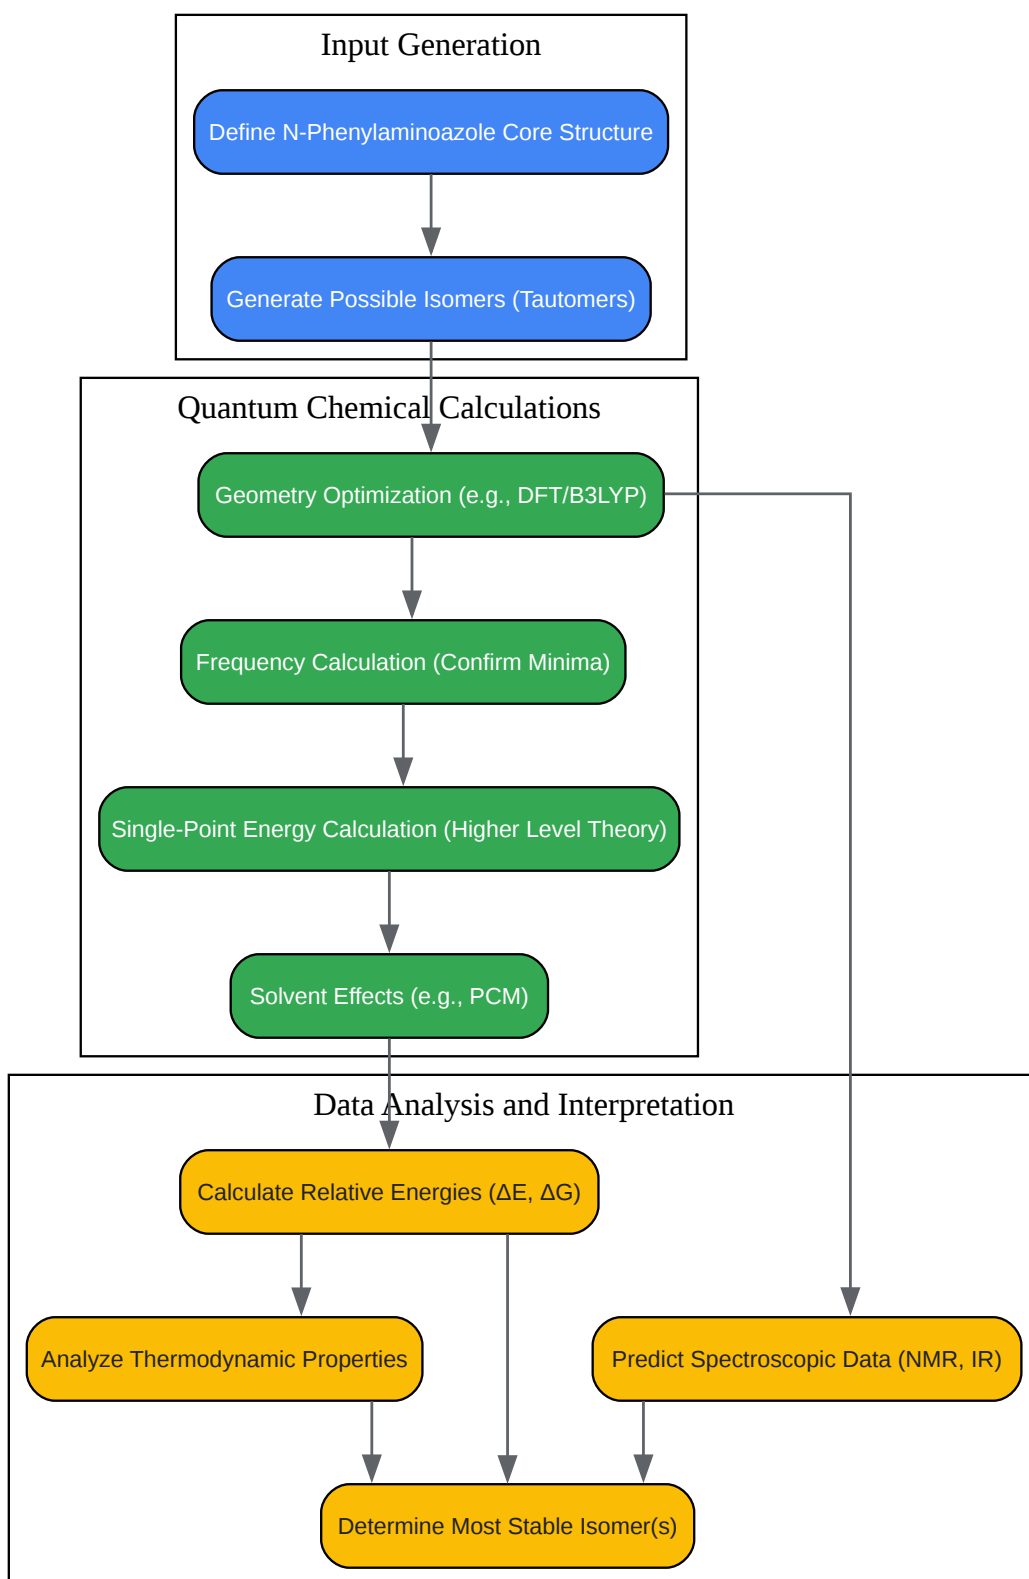 Input Generation
Define N-Phenylaminoazole Core Structure
Generate Possible Isomers (Tautomers)
Quantum Chemical Calculations
Geometry Optimization (e.g., DFT/B3LYP)
Frequency Calculation (Confirm Minima)
Single-Point Energy Calculation (Higher Level Theory)
Solvent Effects (e.g., PCM)
Data Analysis and Interpretation
Calculate Relative Energies (ΔE, ΔG)
Analyze Thermodynamic Properties
Predict Spectroscopic Data (NMR, IR)
Determine Most Stable Isomer(s)